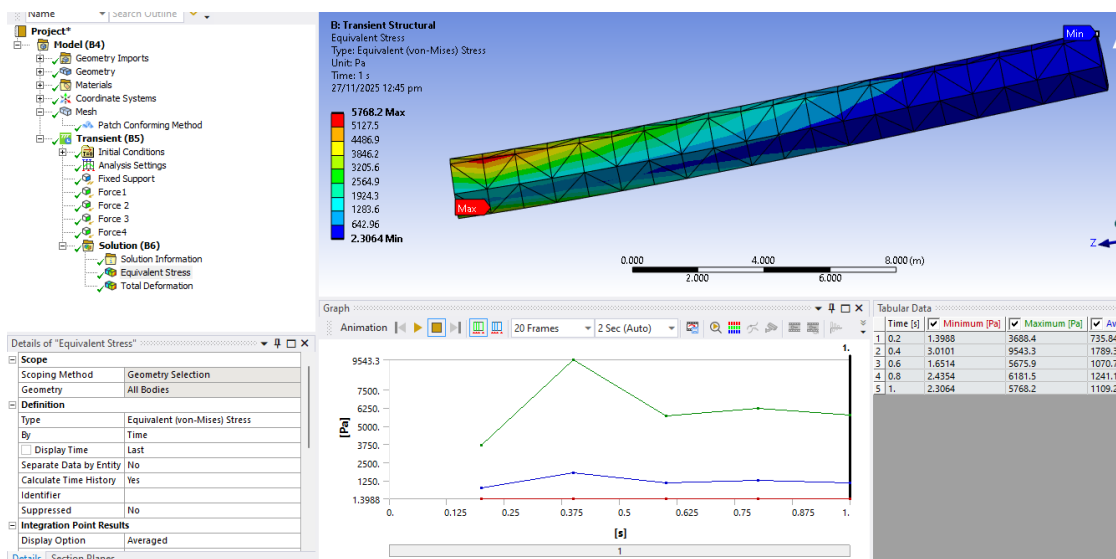 Name
Search Outline
Project*
Model (B4)
Geometry Imports
Geometry
Materials
Coordinate Systems
Mesh
Patch Conforming Method
Transient (B5)
Initial Conditions
Analysis Settings
Fixed Support
Force1
Force 2
Force 3
Force4
Solution (B6)
Solution Information
Equivalent Stress
Total Deformation
Details of "Equivalent Stress"
Scope
Scoping Method Geometry Selection
Geometry All Bodies
Definition
Type Equivalent (von-Mises) Stress
By Time
Display Time Last
Separate Data by Entity No
Calculate Time History Yes
Identifier
Suppressed No
Integration Point Results
Display Option Averaged
Details Section Planes
B: Transient Structural
Equivalent Stress
Type: Equivalent (von-Mises) Stress
Unit: Pa
Time: 1 s
27/11/2025 12:45 pm
5768.2 Max
5127.5
4486.9
3846.2
3205.6
2564.9
1924.3
1283.6
642.96
2.3064 Min
Min
Max
Z
0.000 4.000 8.000 (m)
2.000 6.000
Graph
Animation 20 Frames 2 Sec (Auto)
1.
9543.3
7500.
6250.
5000.
3750.
2500.
1250.
1.3988
[Pa]
0. 0.125 0.25 0.375 0.5 0.625 0.75 0.875 1.
[s]
1
Tabular Data
Time [s] Minimum [Pa] Maximum [Pa]
1 0.2 1.3988 3688.4 735.84
2 0.4 3.0101 9543.3 1789.3
3 0.6 1.6514 5675.9 1070.7
4 0.8 2.4354 6181.5 1241.1
5 1. 2.3064 5768.2 1109.2